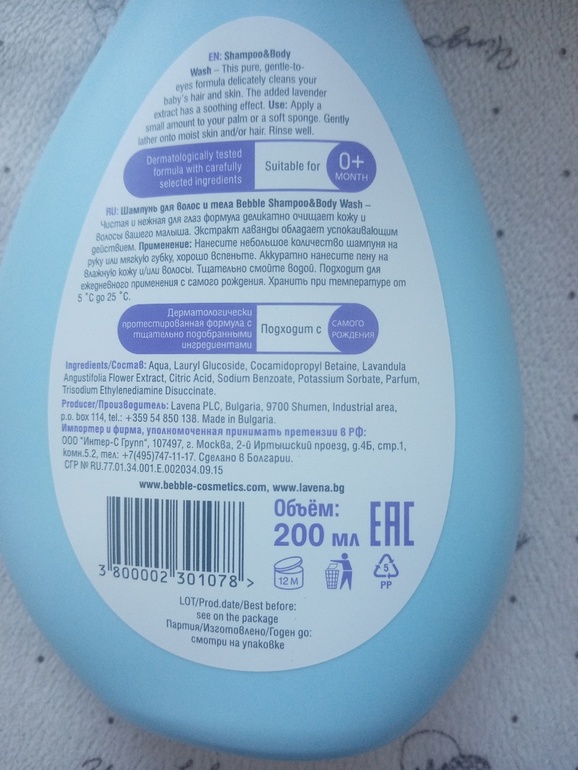 EN: Shampoo&Body
Wash – This pure, gentle-to-
eyes formula delicately cleans your
baby's hair and skin. The added lavender
extract has a soothing effect. Use: Apply a
small amount to your palm or a soft sponge. Gently
lather onto moist skin and/or hair. Rinse well.
Dermatologically tested
formula with carefully
selected ingredients
Suitable for
0+
MONTH
RU: Шампунь для волос и тела Bebble Shampoo&Body Wash –
Чистая и нежная для глаз формула деликатно очищает кожу и
волосы вашего малыша. Экстракт лаванды обладает успокаивающим
действием. Применение: Нанесите небольшое количество шампуня на
руку или мягкую губку, хорошо вспеньте. Аккуратно нанесите пену на
влажную кожу и/или волосы. Тщательно смойте водой. Подходит для
ежедневного применения с самого рождения. Хранить при температуре от
5 ˚C до 25 ˚C.
Дерматологически
протестированная формула с
тщательно подобранными
ингредиентами
Подходит с
САМОГО
РОЖДЕНИЯ
Ingredients/Состав: Aqua, Lauryl Glucoside, Cocamidopropyl Betaine, Lavandula
Angustifolia Flower Extract, Citric Acid, Sodium Benzoate, Potassium Sorbate, Parfum,
Trisodium Ethylenediamine Disuccinate.
Producer/Производитель: Lavena PLC, Bulgaria, 9700 Shumen, Industrial area,
p.o. box 114, tel.: +359 54 850 138. Made in Bulgaria.
Импортер и фирма, уполномоченная принимать претензии в РФ:
ООО "Интер-С Групп", 107497, г. Москва, 2-й Иртышский проезд, д.4Б, стр.1,
комн.5.2, тел: +7(495)747-11-17. Сделано в Болгарии.
СГР № RU.77.01.34.001.E.002034.09.15
www.bebble-cosmetics.com, www.lavena.bg
Объём:
200 мл
EAC
3 800002 301078 >
12 M
5
PP
LOT/Prod.date/Best before:
see on the package
Партия/Изготовлено/Годен до:
смотри на упаковке